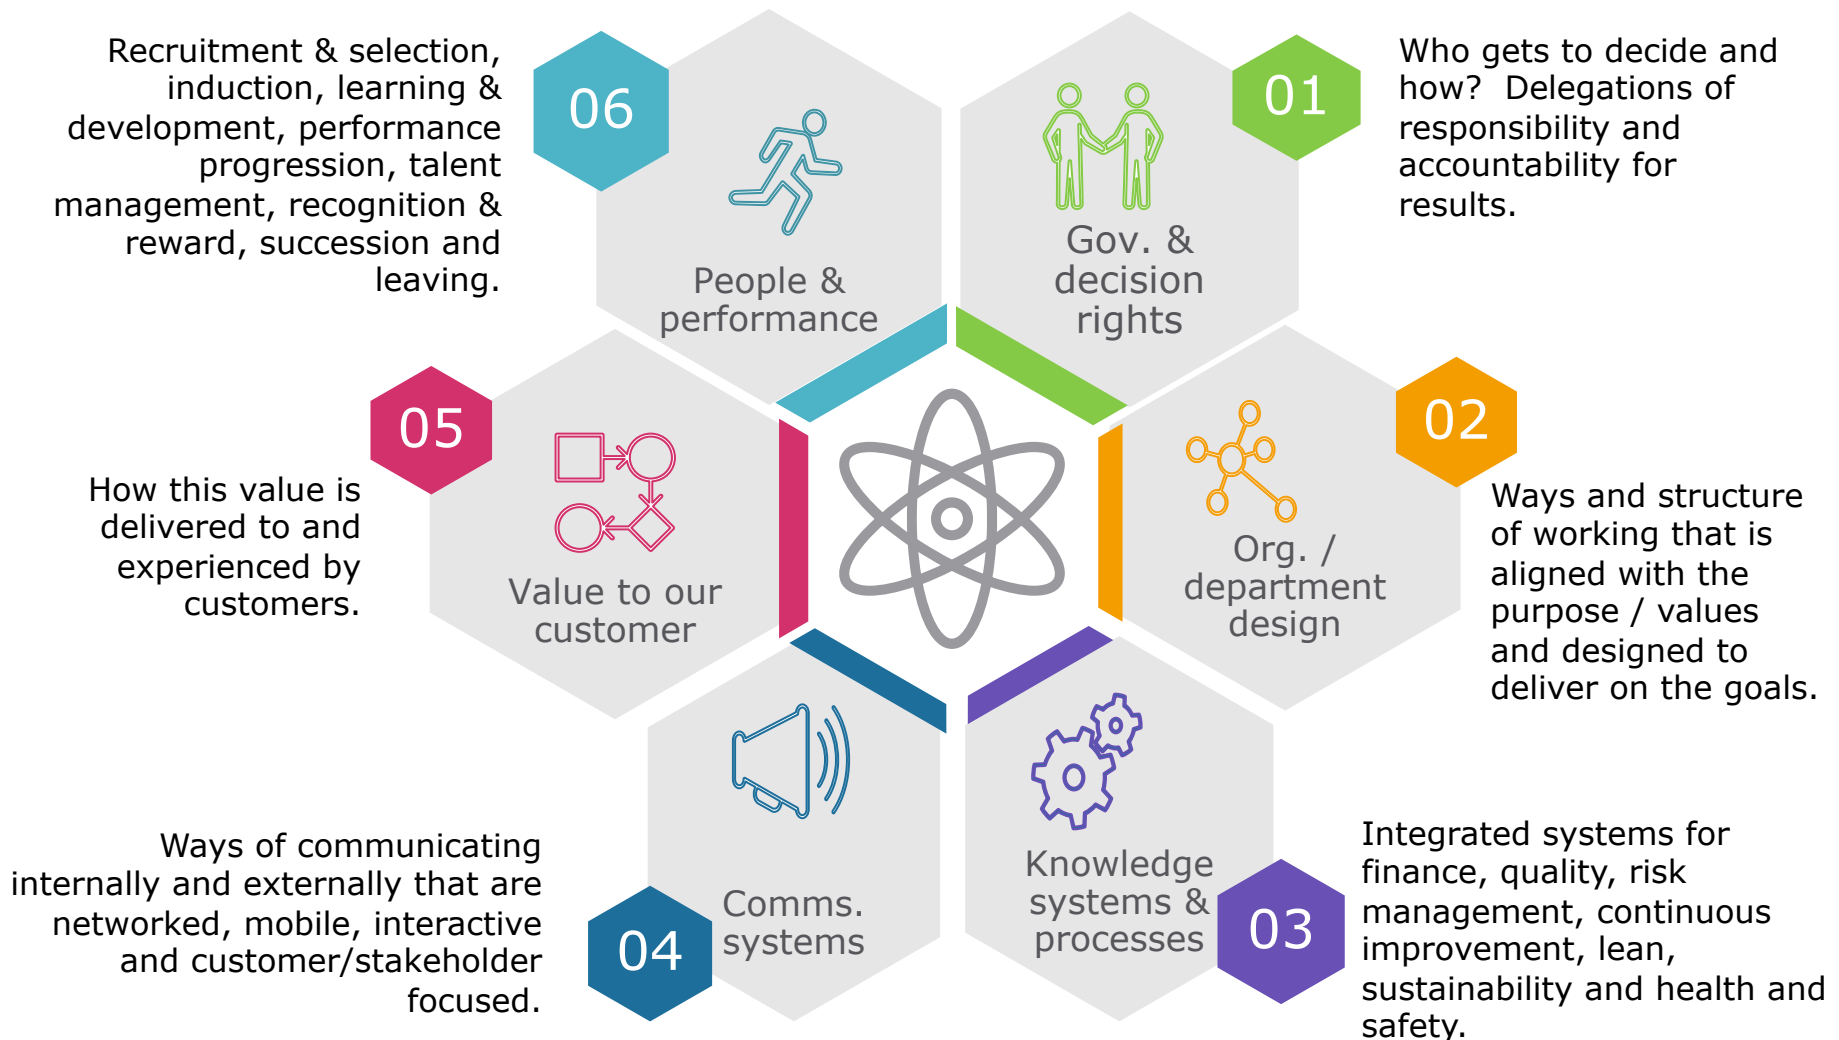 01
Gov. &
decision
rights
Who gets to decide and
how?  Delegations of
responsibility and
accountability for
results.
02
Org. /
department
design
Ways and structure
of working that is
aligned with the
purpose / values
and designed to
deliver on the goals.
03
Knowledge
systems &
processes
Integrated systems for
finance, quality, risk
management, continuous
improvement, lean,
sustainability and health and
safety.
04
Comms.
systems
Ways of communicating
internally and externally that are
networked, mobile, interactive
and customer/stakeholder
focused.
05
Value to our
customer
How this value is
delivered to and
experienced by
customers.
06
People &
performance
Recruitment & selection,
induction, learning &
development, performance
progression, talent
management, recognition &
reward, succession and
leaving.